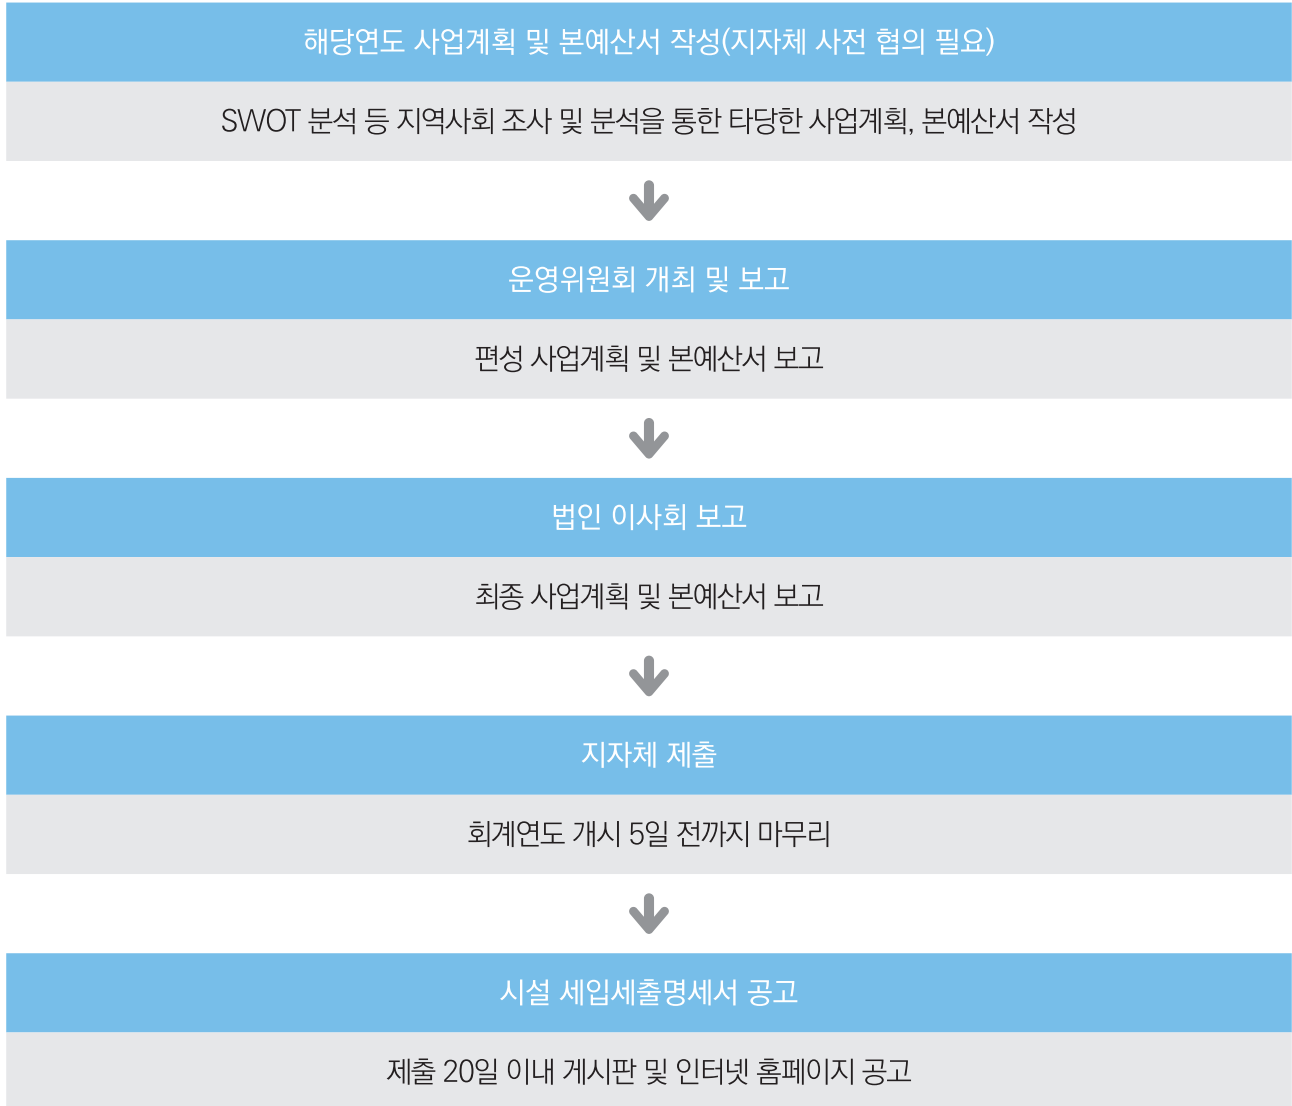 해당연도 사업계획 및 본예산서 작성(지자체 사전 협의 필요)
SWOT 분석 등 지역사회 조사 및 분석을 통한 타당한 사업계획, 본예산서 작성
운영위원회 개최 및 보고
편성 사업계획 및 본예산서 보고
법인 이사회 보고
최종 사업계획 및 본예산서 보고
지자체 제출
회계연도 개시 5일 전까지 마무리
시설 세입세출명세서 공고
제출 20일 이내 게시판 및 인터넷 홈페이지 공고